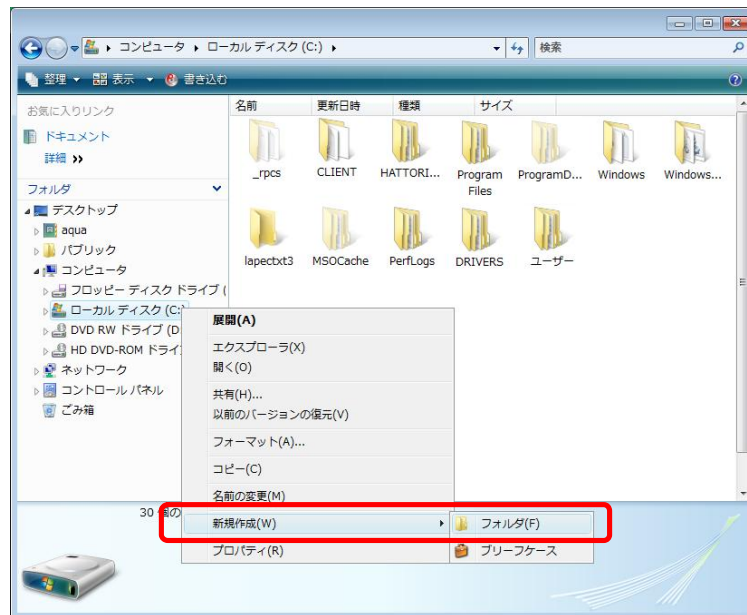 コンピュータ ▸ ローカル ディスク (C:) ▸ 検索
整理 表示 書き込む
お気に入りリンク
ドキュメント
詳細 »
フォルダ
デスクトップ
aqua
パブリック
コンピュータ
フロッピー ディスク ドライブ (
ローカル ディスク (C:
DVD RW ドライブ (D
HD DVD-ROM ドライ
ネットワーク
コントロール パネル
ごみ箱
名前 更新日時 種類 サイズ
_rpcs CLIENT HATTORI... Program Files ProgramD... Windows Windows...
lapectxt3 MSOCache PerfLogs DRIVERS ユーザー
展開(A)
エクスプローラ(X)
開く(O)
共有(H)...
以前のバージョンの復元(V)
フォーマット(A)...
コピー(C)
名前の変更(M)
30 個の
新規作成(W) フォルダ(F)
プロパティ(R) ブリーフケース